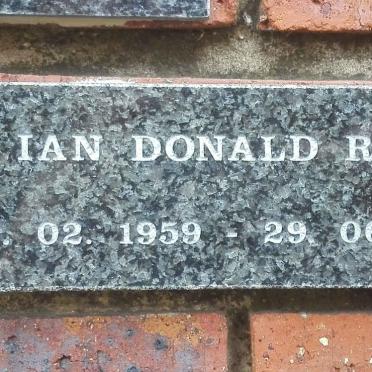 IAN DONALD
02. 1959 - 29.